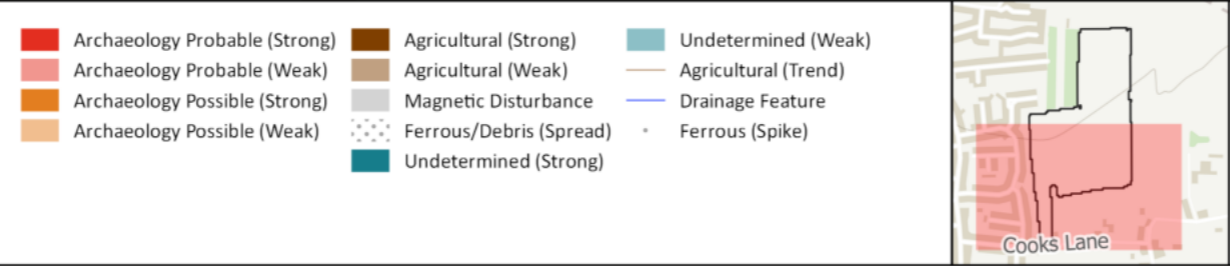 Archaeology Probable (Strong)
Archaeology Probable (Weak)
Archaeology Possible (Strong)
Archaeology Possible (Weak)
Agricultural (Strong)
Agricultural (Weak)
Magnetic Disturbance
Ferrous/Debris (Spread)
Undetermined (Strong)
Undetermined (Weak)
Agricultural (Trend)
Drainage Feature
Ferrous (Spike)
Cooks Lane